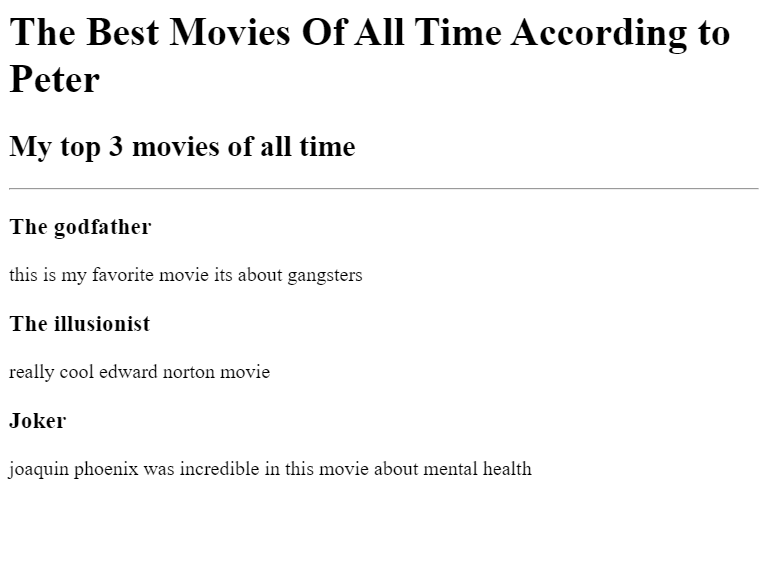 The Best Movies Of All Time According to
Peter
My top 3 movies of all time
The godfather
this is my favorite movie its about gangsters
The illusionist
really cool edward norton movie
Joker
joaquin phoenix was incredible in this movie about mental health